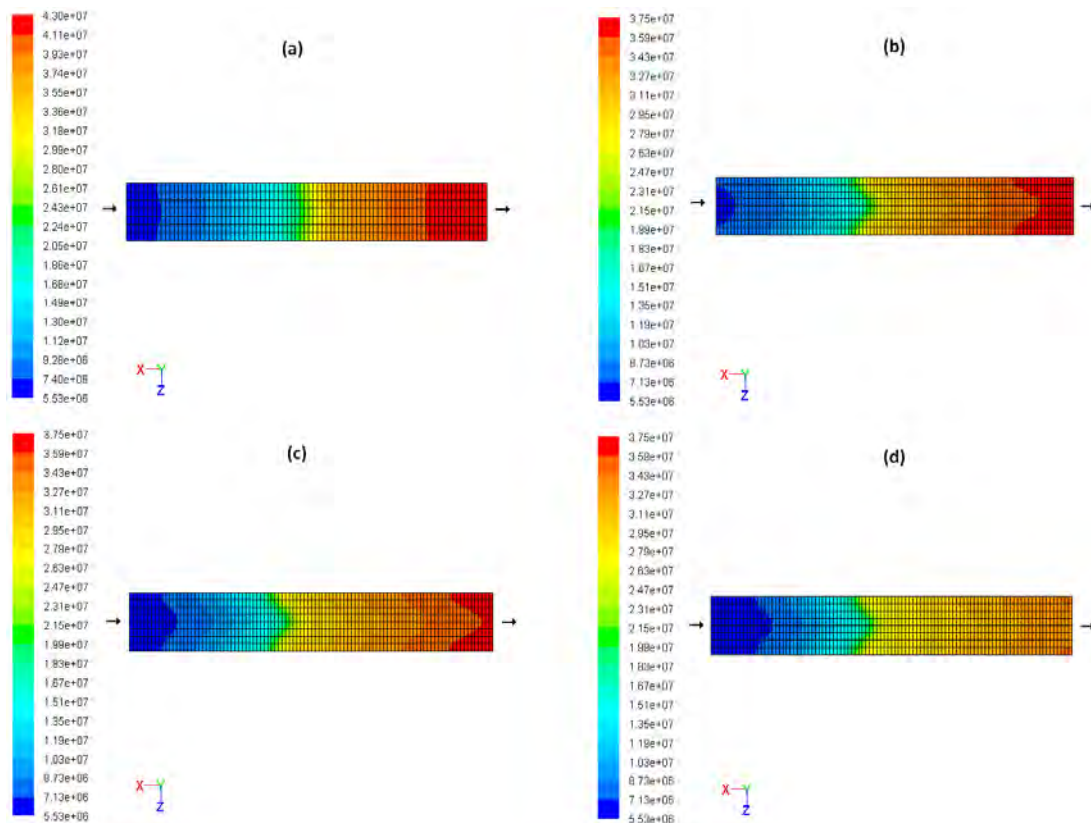 (a)
4.30e+07
4.11e+07
3.93e+07
3.74e+07
3.55e+07
3.36e+07
3.18e+07
2.99e+07
2.80e+07
2.61e+07
2.43e+07
2.24e+07
2.05e+07
1.86e+07
1.49e+07
1.30e+07
1.12e+07
9.28e+06
7.40e+06
5.53e+06
X
Y
Z
(b)
3.75e+07
3.59e+07
3.43e+07
3.27e+07
3.11e+07
2.95e+07
2.79e+07
2.63e+07
2.47e+07
2.31e+07
2.15e+07
1.99e+07
1.83e+07
1.67e+07
1.51e+07
1.35e+07
1.19e+07
1.03e+07
8.73e+06
7.13e+06
5.53e+06
X
Y
Z
(c)
3.75e+07
3.59e+07
3.43e+07
3.27e+07
3.11e+07
2.95e+07
2.79e+07
2.63e+07
2.47e+07
2.31e+07
2.15e+07
1.99e+07
1.83e+07
1.67e+07
1.51e+07
1.35e+07
1.19e+07
1.03e+07
8.73e+06
7.13e+06
5.53e+06
X
Y
Z
(d)
3.75e+07
3.59e+07
3.43e+07
3.27e+07
3.11e+07
2.95e+07
2.79e+07
2.63e+07
2.47e+07
2.31e+07
2.15e+07
1.99e+07
1.83e+07
1.67e+07
1.51e+07
1.35e+07
1.19e+07
1.03e+07
8.73e+06
7.13e+06
5.53e+06
X
Y
Z